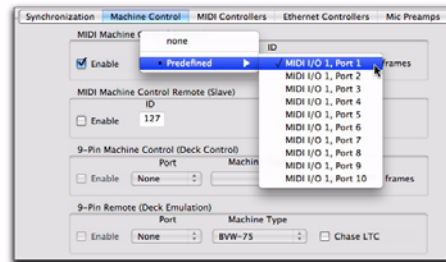 Synchronization Machine Control MIDI Controllers Ethernet Controllers Mic Preamps
MIDI Machine C
none
ID
Enable
Predefined
✓ MIDI I/O 1, Port 1
frames
MIDI I/O 1, Port 2
MIDI I/O 1, Port 3
MIDI I/O 1, Port 4
MIDI I/O 1, Port 5
MIDI I/O 1, Port 6
MIDI I/O 1, Port 7
MIDI I/O 1, Port 8
MIDI I/O 1, Port 9
MIDI I/O 1, Port 10
MIDI Machine Control Remote (Slave)
ID
Enable 127
9-Pin Machine Control (Deck Control)
Port Machin
Enable None frames
9-Pin Remote (Deck Emulation)
Port Machine Type
Enable None BVW-75 Chase LTC